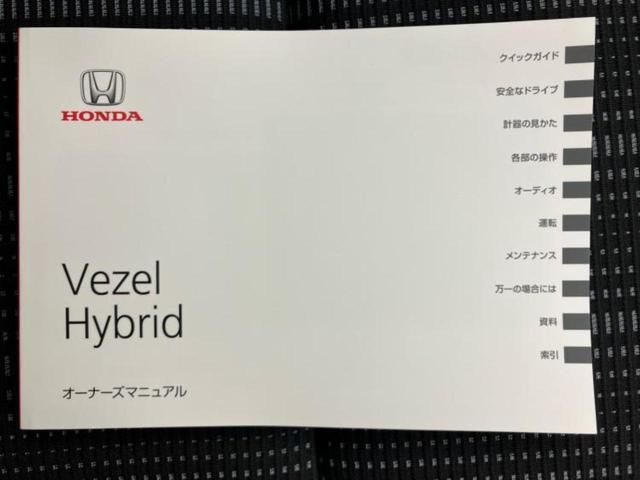 HONDA
Vezel
Hybrid
オーナーズマニュアル
クイックガイド
安全なドライブ
計器の見かた
各部の操作
オーディオ
運転
メンテナンス
万一の場合には
資料
索引